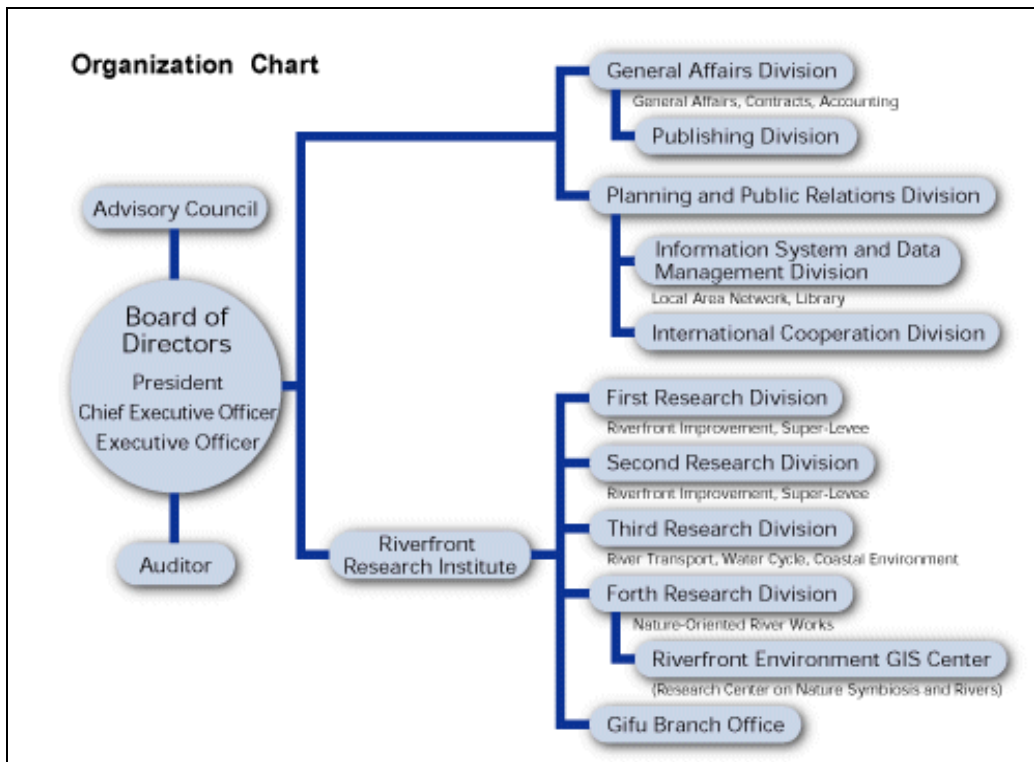 Organization Chart
General Affairs Division
General Affairs, Contracts, Accounting
Publishing Division
Planning and Public Relations Division
Information System and Data
Management Division
Local Area Network, Library
International Cooperation Division
Advisory Council
Board of
Directors
President
Chief Executive Officer
Executive Officer
Auditor
Riverfront
Research Institute
First Research Division
Riverfront Improvement, Super-Levee
Second Research Division
Riverfront Improvement, Super-Levee
Third Research Division
River Transport, Water Cycle, Coastal Environment
Forth Research Division
Nature-Oriented River Works
Riverfront Environment GIS Center
(Research Center on Nature Symbiosis and Rivers)
Gifu Branch Office